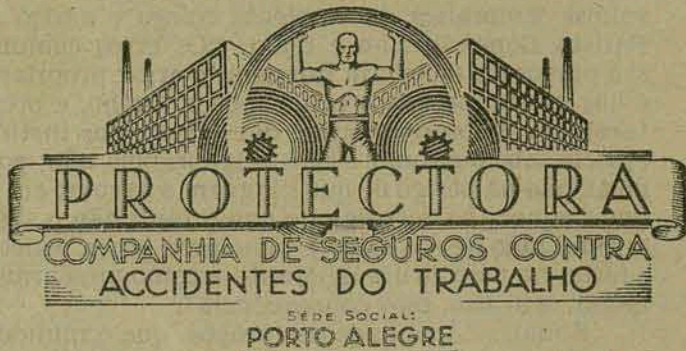 PROTECTORA
COMPANHIA DE SEGUROS CONTRA
ACCIDENTES DO TRABALHO
SÉDE SOCIAL:
PORTO ALEGRE